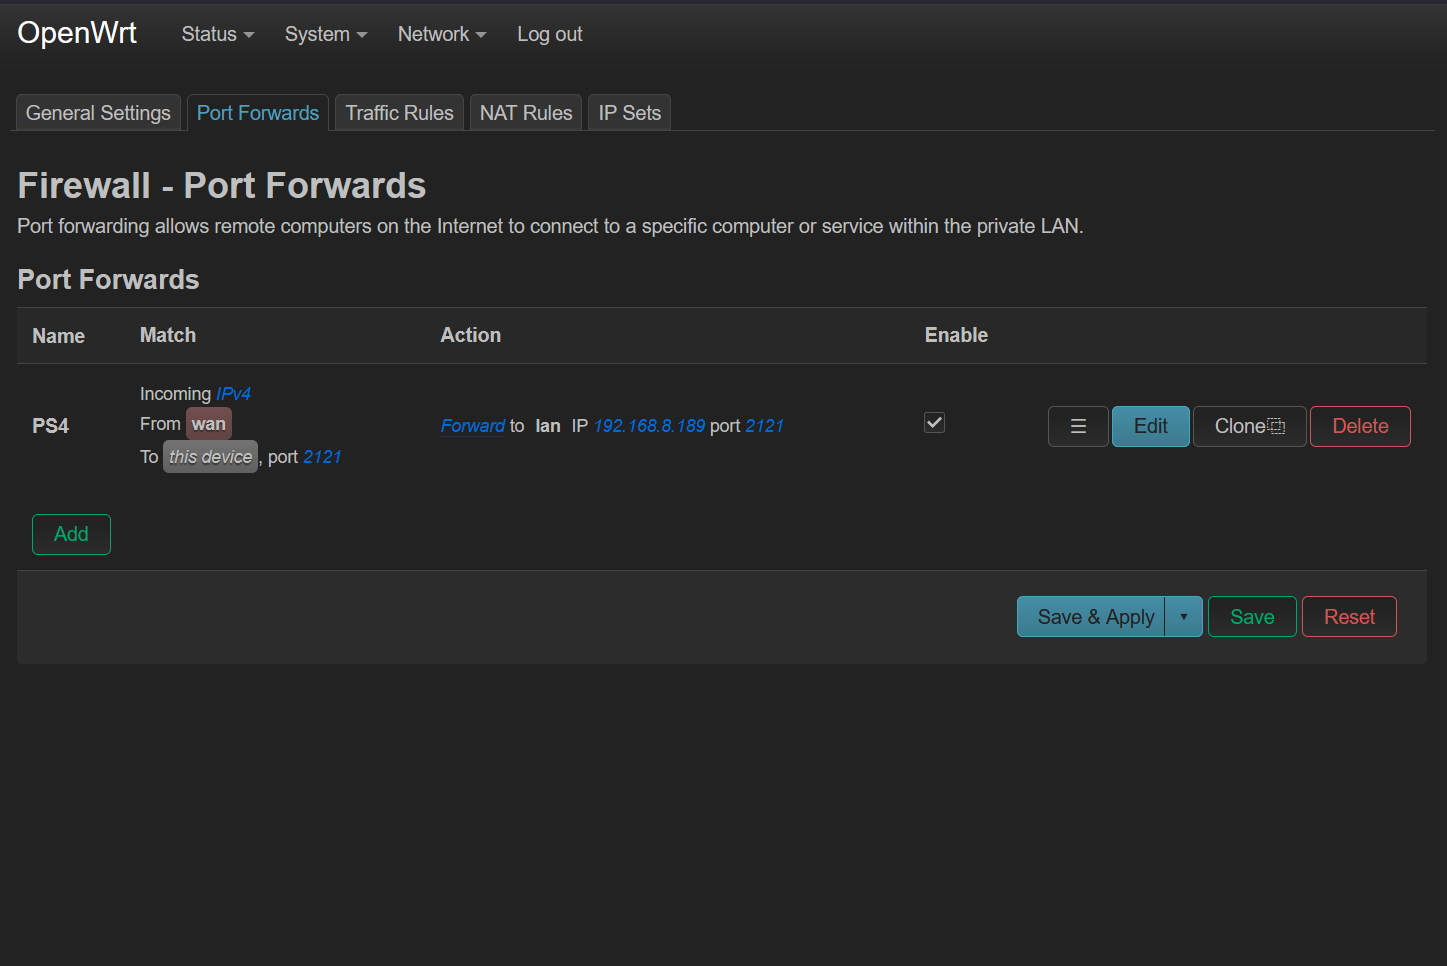 OpenWrt Status System Network Log out
General Settings Port Forwards Traffic Rules NAT Rules IP Sets
Firewall - Port Forwards
Port forwarding allows remote computers on the Internet to connect to a specific computer or service within the private LAN.
Port Forwards
Name Match Action Enable
PS4
Incoming IPv4
From wan
To this device, port 2121
Forward to lan IP 192.168.8.189 port 2121
☰ Edit Clone⿻ Delete
Add
Save & Apply ▾ Save Reset